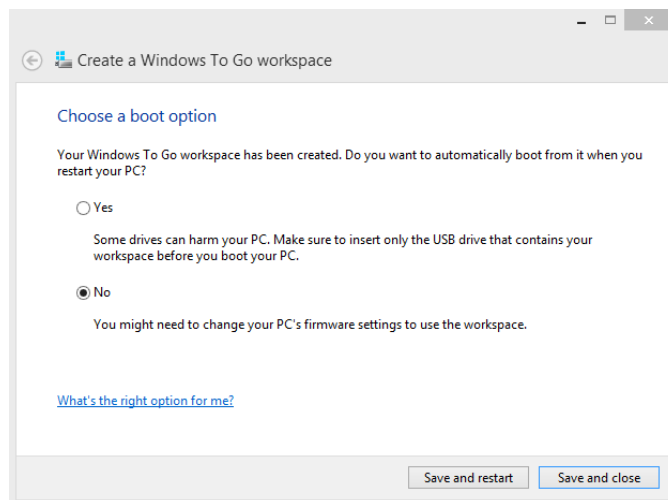 Create a Windows To Go workspace
Choose a boot option
Your Windows To Go workspace has been created. Do you want to automatically boot from it when you
restart your PC?
Yes
Some drives can harm your PC. Make sure to insert only the USB drive that contains your
workspace before you boot your PC.
No
You might need to change your PC's firmware settings to use the workspace.
What's the right option for me?
Save and restart
Save and close